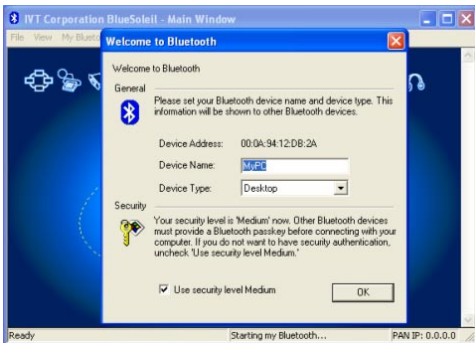 IVT Corporation BlueSoleil - Main Window
File View My Blueto
Welcome to Bluetooth
Welcome to Bluetooth
General
Please set your Bluetooth device name and device type. This
information will be shown to other Bluetooth devices.
Device Address: 00:0A:94:12:DB:2A
Device Name: MyPC
Device Type: Desktop
Security
Your security level is 'Medium' now. Other Bluetooth devices
must provide a Bluetooth passkey before connecting with your
computer. If you do not want to have security authentication,
uncheck 'Use security level Medium.'
Use security level Medium
OK
Ready Starting my Bluetooth... PAN IP: 0.0.0.0